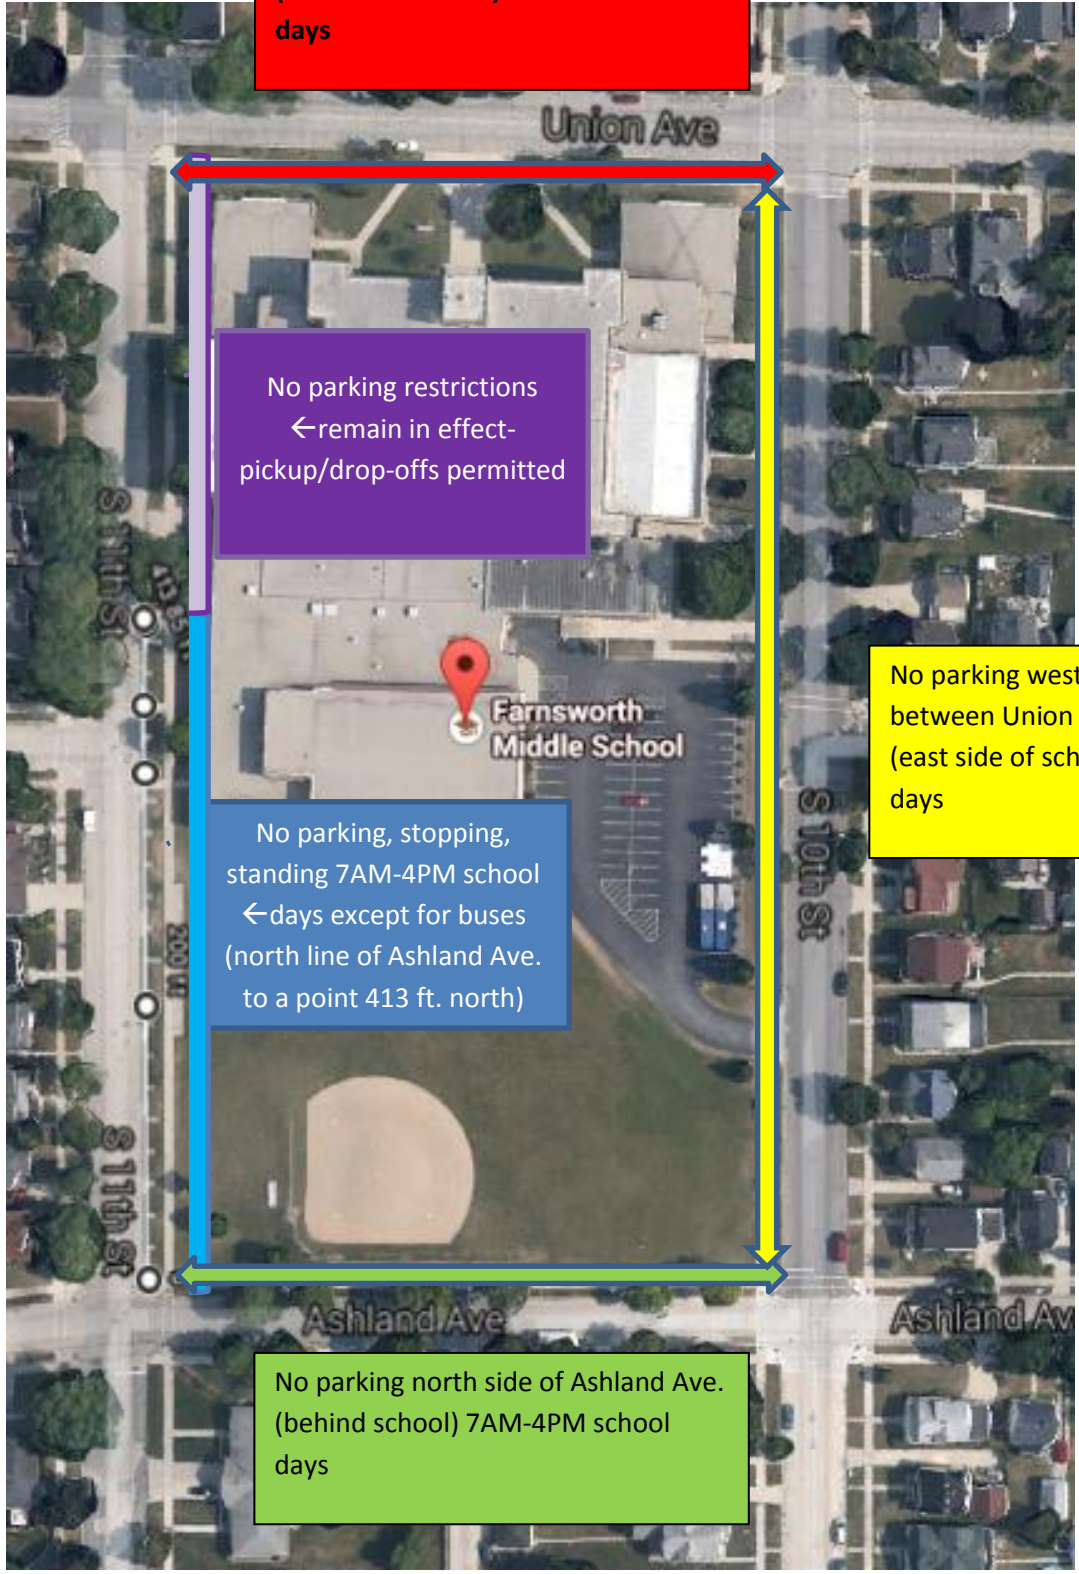 days
Union Ave
No parking restrictions
←remain in effect-
pickup/drop-offs permitted
S 11th St
Farnsworth
Middle School
No parking west
between Union
(east side of sch
days
S 10th St
No parking, stopping,
standing 7AM-4PM school
←days except for buses
(north line of Ashland Ave.
to a point 413 ft. north)
S 11th St
Ashland Ave
Ashland Av
No parking north side of Ashland Ave.
(behind school) 7AM-4PM school
days